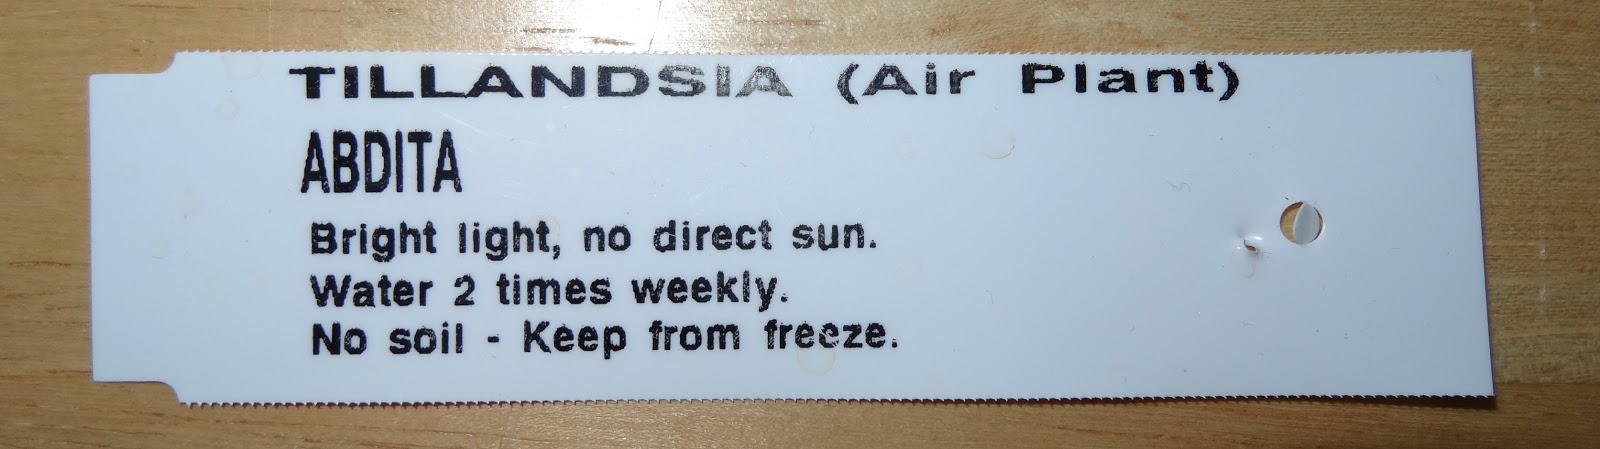 TILLANDSIA (Air Plant)
ABDITA
Bright light, no direct sun.
Water 2 times weekly.
No soil - Keep from freeze.